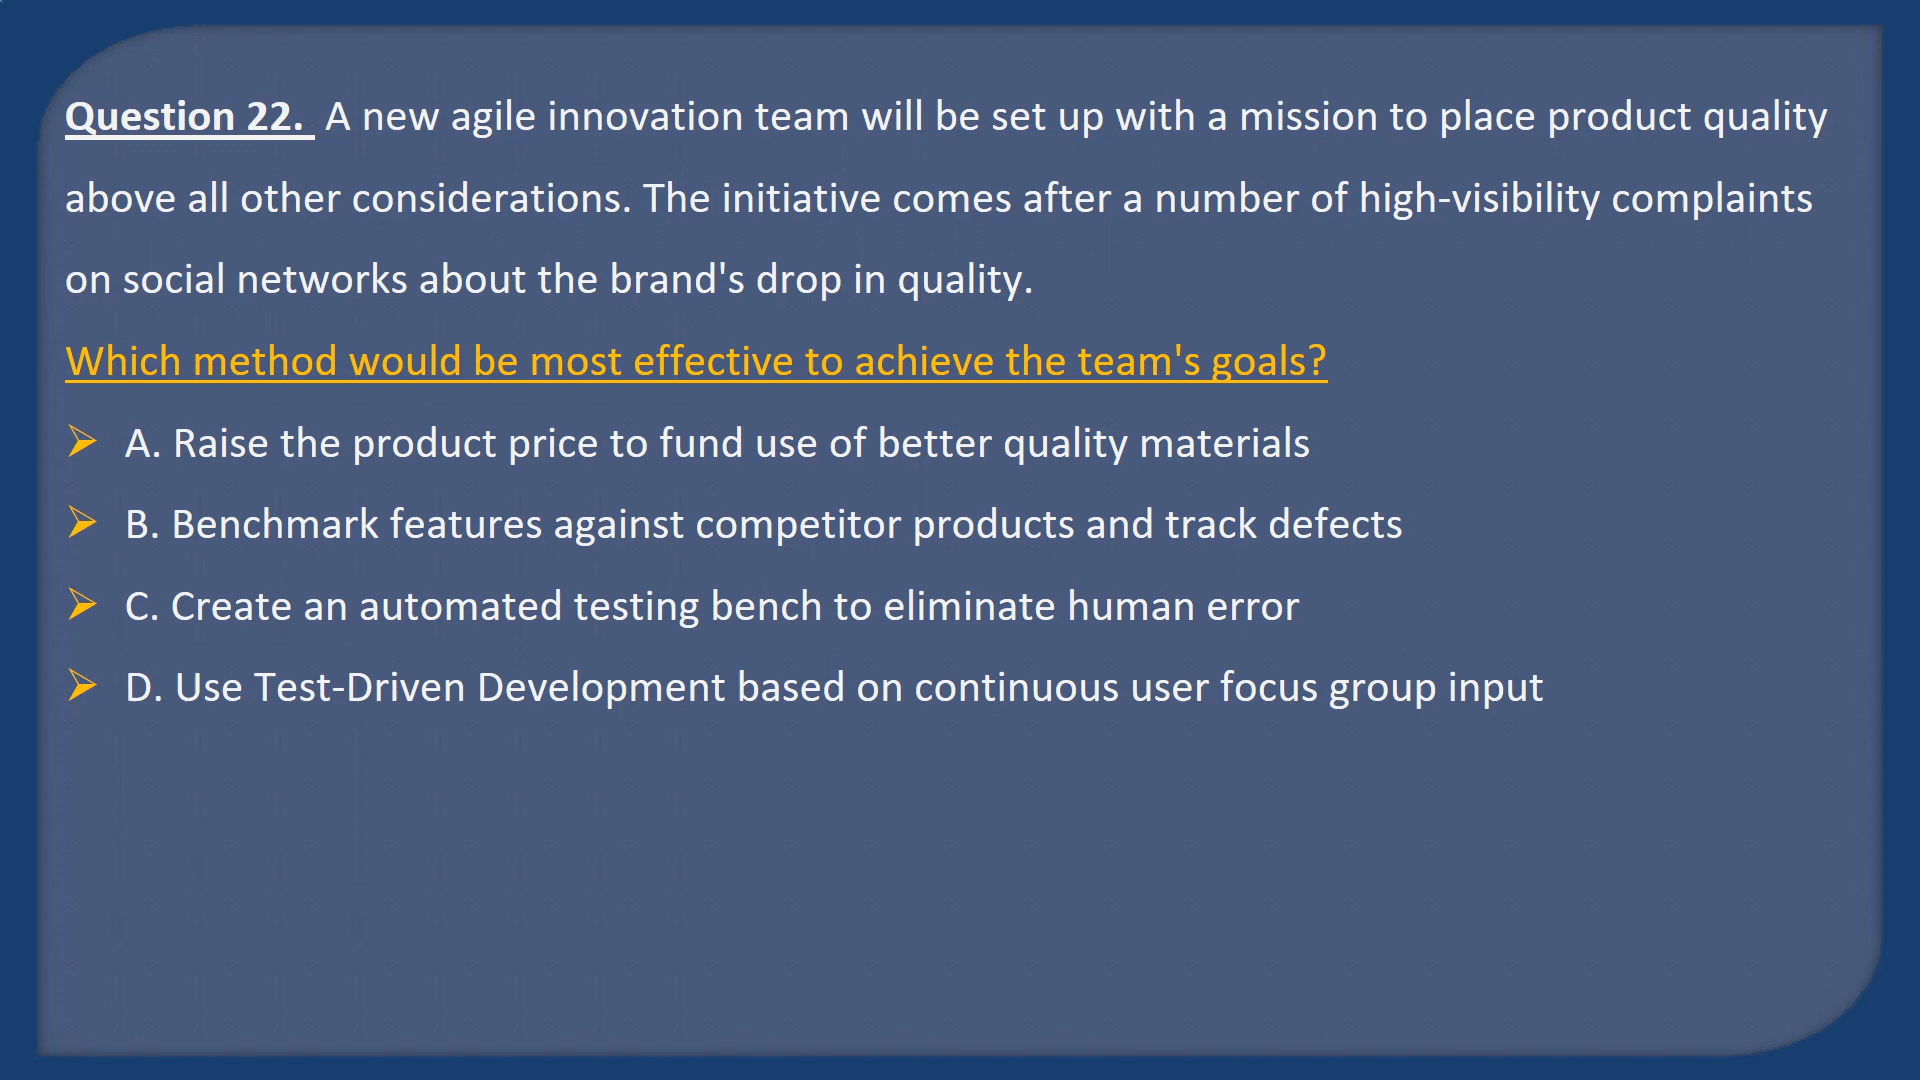 Question 22. A new agile innovation team will be set up with a mission to place product quality
above all other considerations. The initiative comes after a number of high-visibility complaints
on social networks about the brand's drop in quality.
Which method would be most effective to achieve the team's goals?
A. Raise the product price to fund use of better quality materials
B. Benchmark features against competitor products and track defects
C. Create an automated testing bench to eliminate human error
D. Use Test-Driven Development based on continuous user focus group input